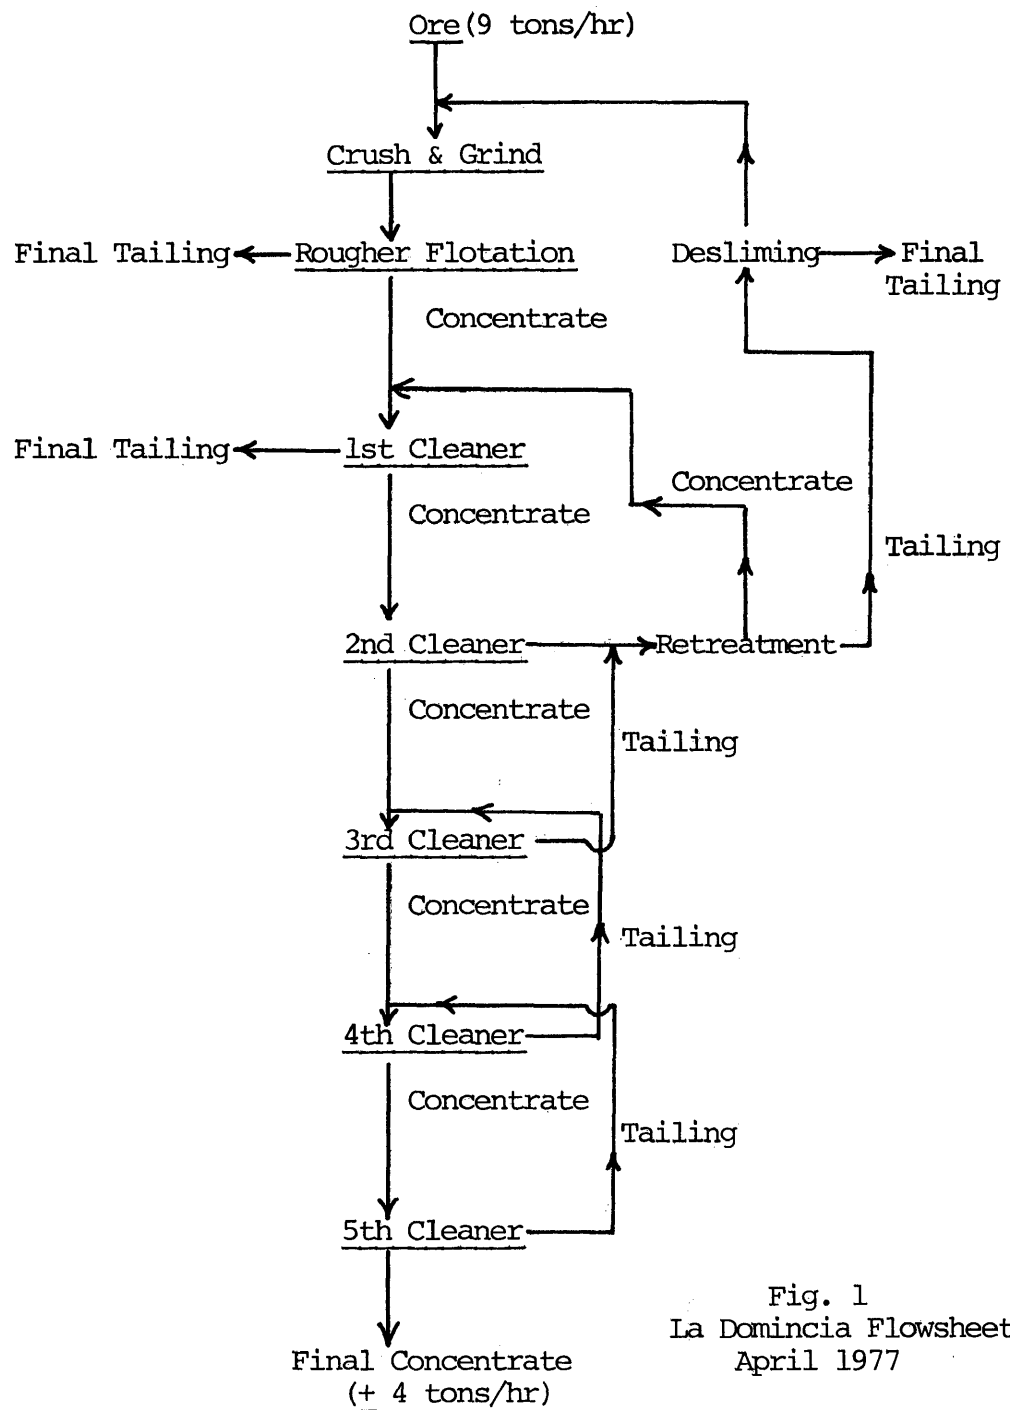 Ore(9 tons/hr)
Crush & Grind
Final Tailing
Rougher Flotation
Desliming
Final
Tailing
Concentrate
Final Tailing
1st Cleaner
Concentrate
Concentrate
Tailing
2nd Cleaner
Retreatment
Concentrate
Tailing
3rd Cleaner
Concentrate
Tailing
4th Cleaner
Concentrate
Tailing
5th Cleaner
Fig. 1
La Domincia Flowsheet
April 1977
Final Concentrate
(± 4 tons/hr)